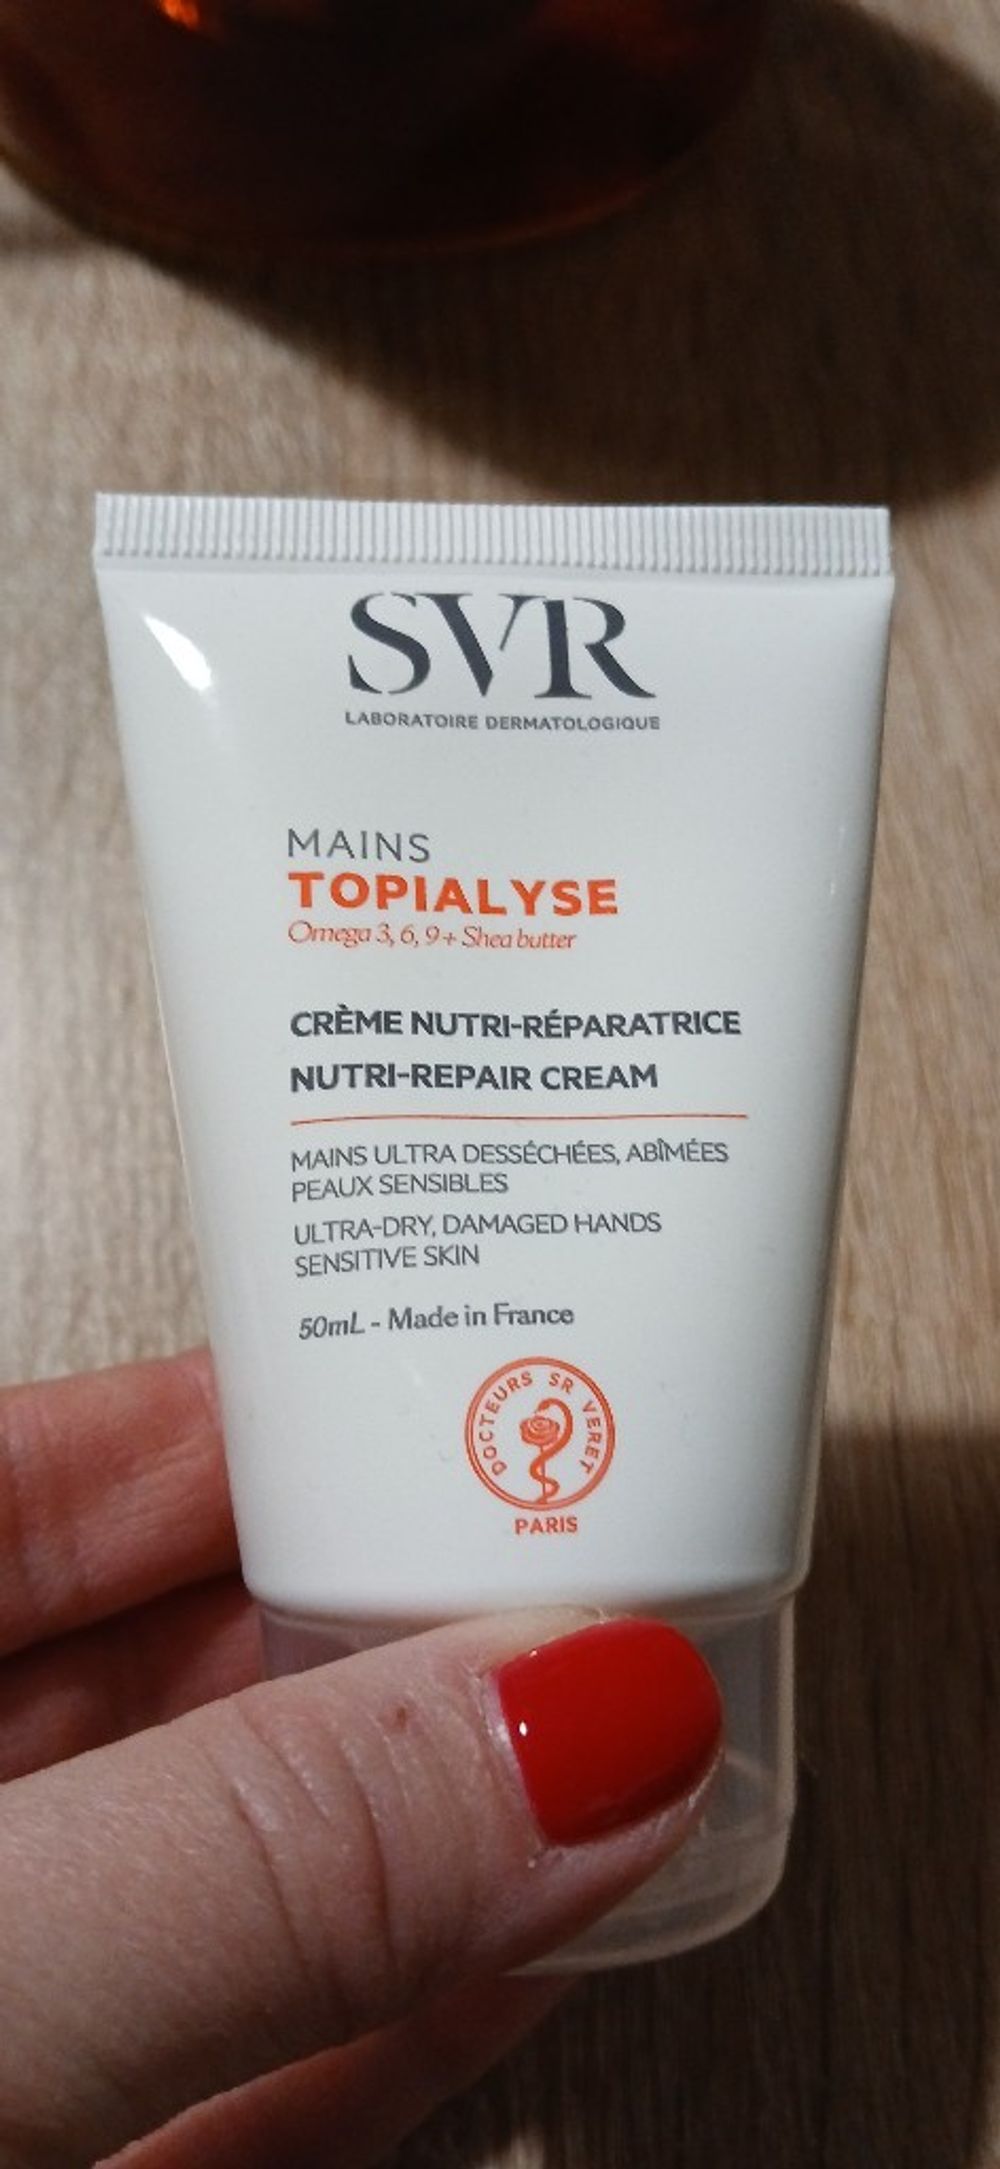 SVR
LABORATOIRE DERMATOLOGIQUE
MAINS
TOPIALYSE
Omega 3, 6, 9 + Shea butter
CRÈME NUTRI-RÉPARATRICE
NUTRI-REPAIR CREAM
MAINS ULTRA DESSÉCHÉES, ABÎMÉES
PEAUX SENSIBLES
ULTRA-DRY, DAMAGED HANDS
SENSITIVE SKIN
50mL - Made in France
DOCTEURS SR VERET
PARIS